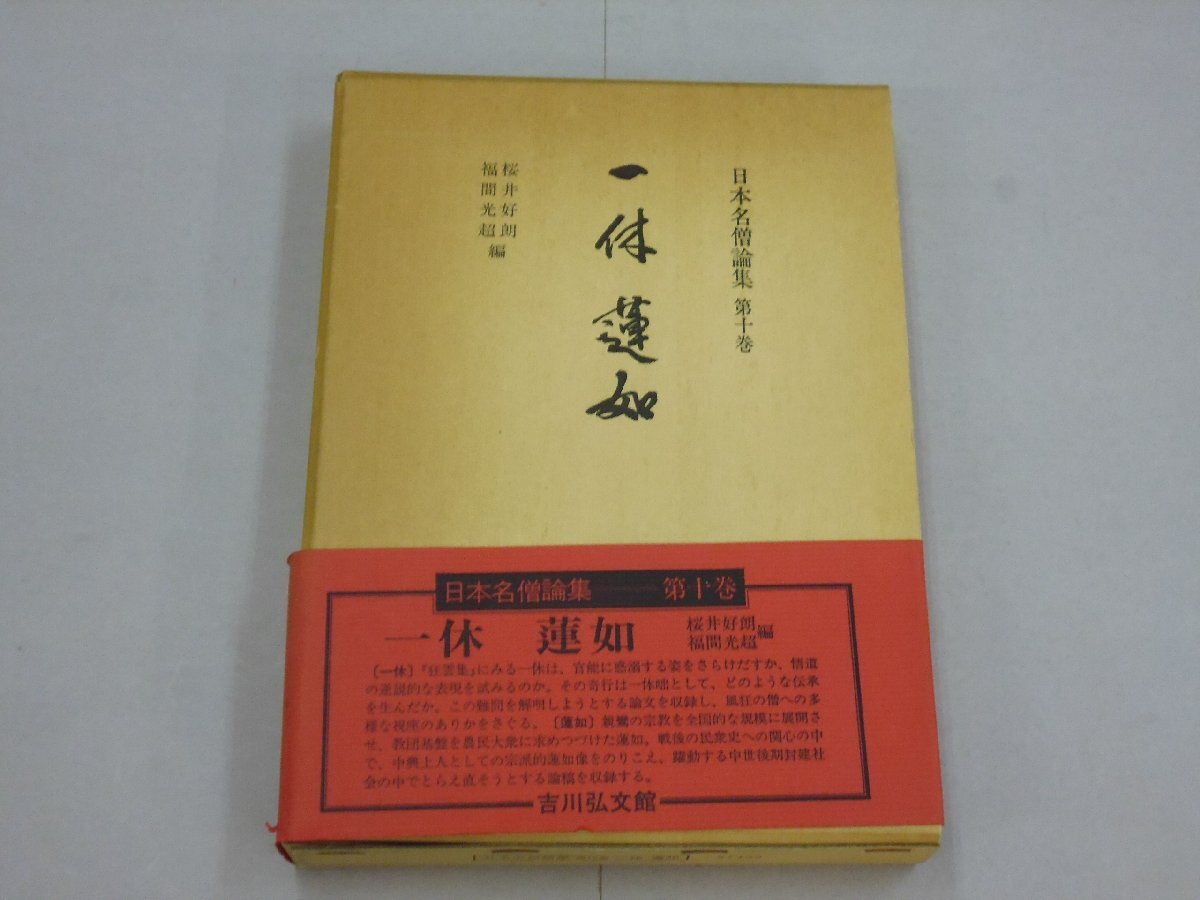 日本名僧論集 第十巻
一休 蓮如
桜井好朗
福間光超 編
日本名僧論集――第十巻
一休 蓮如
桜井好朗
福間光超 編
〔一休〕『狂雲集』にみる一休は、官能に惑溺する姿をさらけだすか、悟道
の逆説的な表現を試みるのか。その奇行は一休咄として、どのような伝承
を生んだか。この難問を解明しようとする論文を収録し、風狂の僧への多
様な視座のありかをさぐる。〔蓮如〕親鸞の宗教を全国的な規模に展開さ
せ、教団基盤を農民大衆に求めつづけた蓮如。戦後の民衆史への関心の中
で、中興上人としての宗派的蓮如像をのりこえ、躍動する中世後期封建社
会の中でとらえ直そうとする論稿を収録する。
吉川弘文館